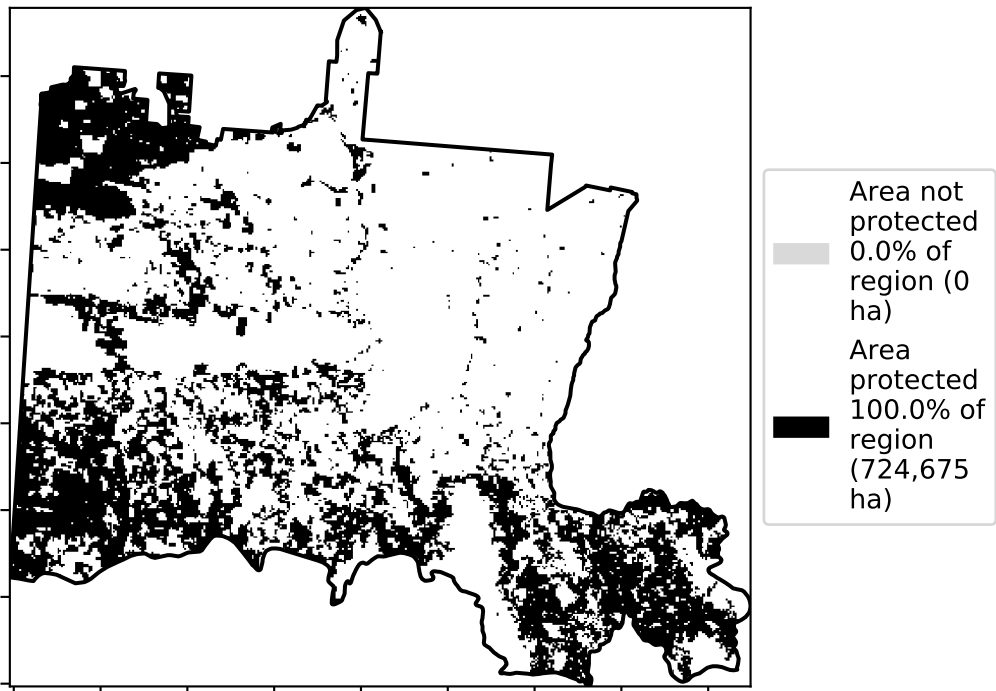 Area not
protected
0.0% of
region (0
ha)
Area
protected
100.0% of
region
(724,675
ha)